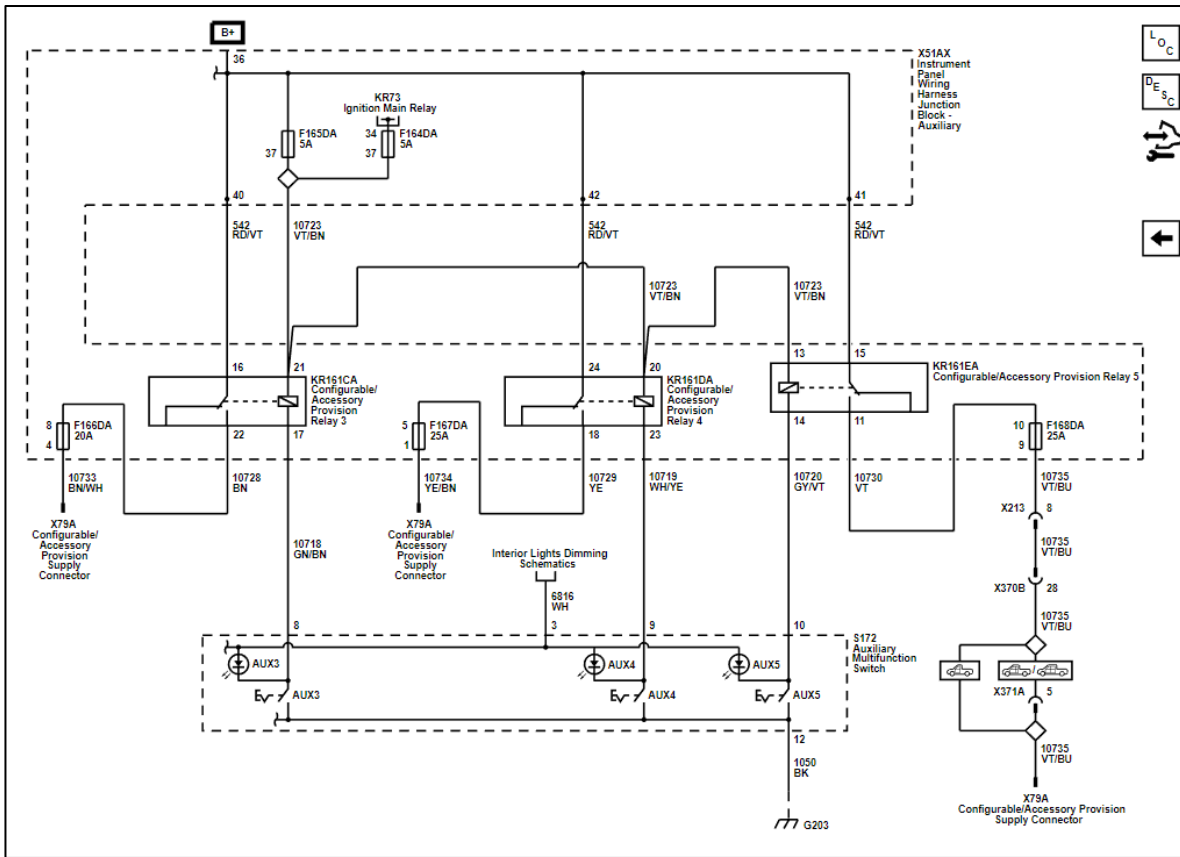 B+
36
X51AX
Instrument
Panel
Wiring
Harness
Junction
Block -
Auxiliary
L
O
C
D
E
S
C
KR73
Ignition Main Relay
F165DA
5A
37
34
F164DA
5A
37
40
42
41
542
RD/VT
10723
VT/BN
542
RD/VT
542
RD/VT
10723
VT/BN
10723
VT/BN
16
21
KR161CA
Configurable/
Accessory
Provision
Relay 3
24
20
KR161DA
Configurable/
Accessory
Provision
Relay 4
13
15
KR161EA
Configurable/Accessory Provision Relay 5
8
F166DA
20A
4
22
17
5
F167DA
25A
1
18
23
14
11
10
F168DA
25A
9
10733
BN/WH
10728
BN
10734
YE/BN
10729
YE
10719
WH/YE
10720
GY/VT
10730
VT
10735
VT/BU
X213
8
X79A
Configurable/
Accessory
Provision
Supply
Connector
10718
GN/BN
X79A
Configurable/
Accessory
Provision
Supply
Connector
Interior Lights Dimming
Schematics
10735
VT/BU
X370B
28
6816
WH
10735
VT/BU
8
3
9
10
S172
Auxiliary
Multifunction
Switch
AUX3
AUX4
AUX5
AUX3
AUX4
AUX5
/
X371A
5
12
1050
BK
10735
VT/BU
G203
X79A
Configurable/Accessory Provision
Supply Connector